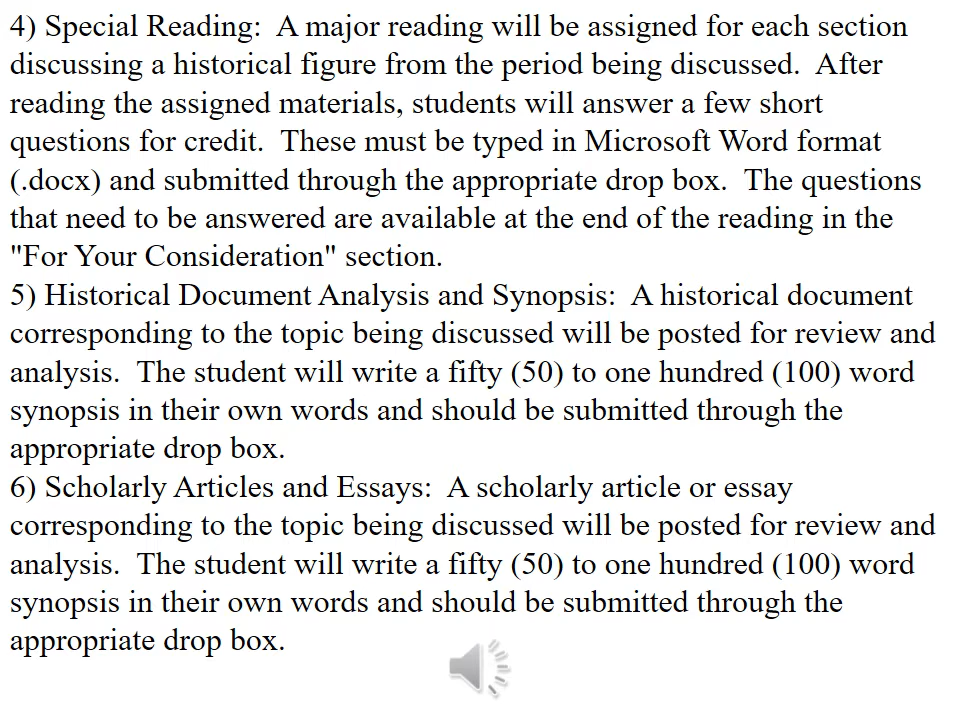 4) Special Reading:  A major reading will be assigned for each section
discussing a historical figure from the period being discussed.  After
reading the assigned materials, students will answer a few short
questions for credit.  These must be typed in Microsoft Word format
(.docx) and submitted through the appropriate drop box.  The questions
that need to be answered are available at the end of the reading in the
"For Your Consideration" section.
5) Historical Document Analysis and Synopsis:  A historical document
corresponding to the topic being discussed will be posted for review and
analysis.  The student will write a fifty (50) to one hundred (100) word
synopsis in their own words and should be submitted through the
appropriate drop box.
6) Scholarly Articles and Essays:  A scholarly article or essay
corresponding to the topic being discussed will be posted for review and
analysis.  The student will write a fifty (50) to one hundred (100) word
synopsis in their own words and should be submitted through the
appropriate drop box.